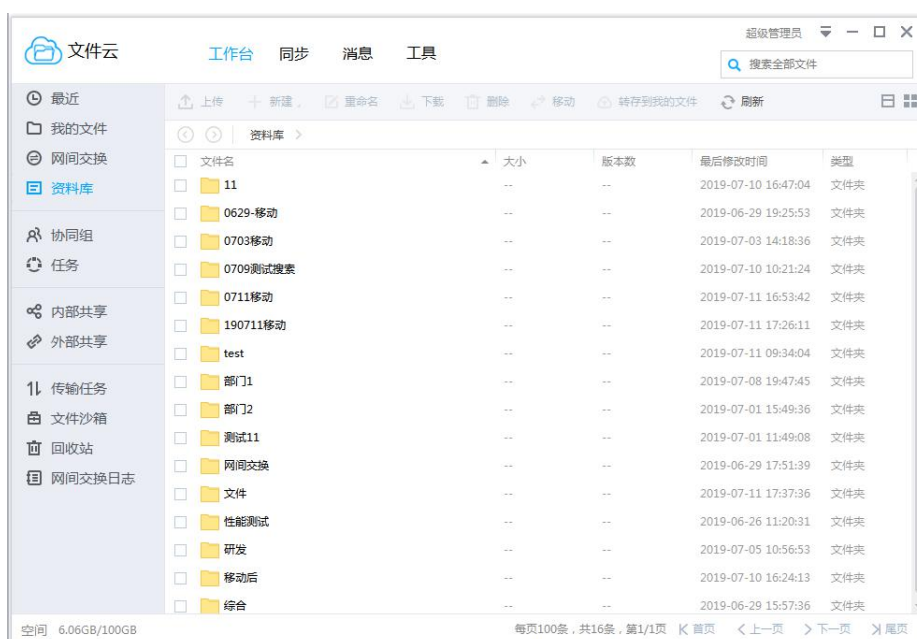 超级管理员
文件云 工作台 同步 消息 工具
搜索全部文件
最近
我的文件
网间交换
资料库
协同组
任务
内部共享
外部共享
传输任务
文件沙箱
回收站
网间交换日志
上传 新建 重命名 下载 删除 移动 转存到我的文件 刷新
资料库
文件名 大小 版本数 最后修改时间 类型
11 -- -- 2019-07-10 16:47:04 文件夹
0629-移动 -- -- 2019-06-29 19:25:53 文件夹
0703移动 -- -- 2019-07-03 14:18:36 文件夹
0709测试搜索 -- -- 2019-07-10 10:21:24 文件夹
0711移动 -- -- 2019-07-11 16:53:42 文件夹
190711移动 -- -- 2019-07-11 17:26:11 文件夹
test -- -- 2019-07-11 09:34:04 文件夹
部门1 -- -- 2019-07-08 19:47:45 文件夹
部门2 -- -- 2019-07-01 15:49:36 文件夹
测试11 -- -- 2019-07-01 11:49:08 文件夹
网间交换 -- -- 2019-06-29 17:51:39 文件夹
文件 -- -- 2019-07-11 17:37:36 文件夹
性能测试 -- -- 2019-06-26 11:20:31 文件夹
研发 -- -- 2019-07-05 10:56:53 文件夹
移动后 -- -- 2019-07-10 16:24:13 文件夹
综合 -- -- 2019-06-29 15:57:36 文件夹
空间 6.06GB/100GB 每页100条，共16条，第1/1页 首页 上一页 下一页 尾页